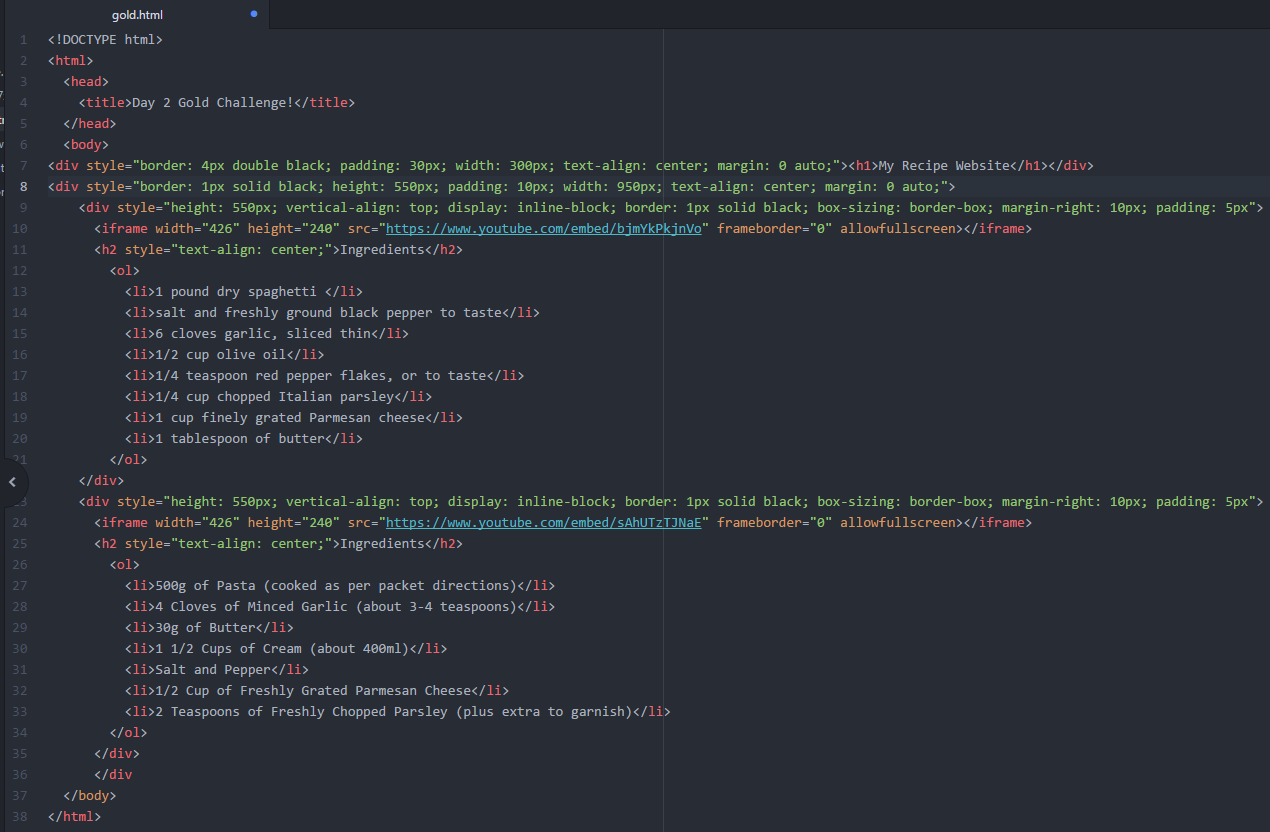 gold.html
1 <!DOCTYPE html>
2 <html>
3   <head>
4     <title>Day 2 Gold Challenge!</title>
5   </head>
6   <body>
7 <div style="border: 4px double black; padding: 30px; width: 300px; text-align: center; margin: 0 auto;"><h1>My Recipe Website</h1></div>
8 <div style="border: 1px solid black; height: 550px; padding: 10px; width: 950px; text-align: center; margin: 0 auto;">
9     <div style="height: 550px; vertical-align: top; display: inline-block; border: 1px solid black; box-sizing: border-box; margin-right: 10px; padding: 5px">
10       <iframe width="426" height="240" src="https://www.youtube.com/embed/bjmYkPkjnVo" frameborder="0" allowfullscreen></iframe>
11       <h2 style="text-align: center;">Ingredients</h2>
12         <ol>
13           <li>1 pound dry spaghetti </li>
14           <li>salt and freshly ground black pepper to taste</li>
15           <li>6 cloves garlic, sliced thin</li>
16           <li>1/2 cup olive oil</li>
17           <li>1/4 teaspoon red pepper flakes, or to taste</li>
18           <li>1/4 cup chopped Italian parsley</li>
19           <li>1 cup finely grated Parmesan cheese</li>
20           <li>1 tablespoon of butter</li>
21         </ol>
    </div>
    <div style="height: 550px; vertical-align: top; display: inline-block; border: 1px solid black; box-sizing: border-box; margin-right: 10px; padding: 5px">
24       <iframe width="426" height="240" src="https://www.youtube.com/embed/sAhUTzTJNaE" frameborder="0" allowfullscreen></iframe>
25       <h2 style="text-align: center;">Ingredients</h2>
26         <ol>
27           <li>500g of Pasta (cooked as per packet directions)</li>
28           <li>4 Cloves of Minced Garlic (about 3-4 teaspoons)</li>
29           <li>30g of Butter</li>
30           <li>1 1/2 Cups of Cream (about 400ml)</li>
31           <li>Salt and Pepper</li>
32           <li>1/2 Cup of Freshly Grated Parmesan Cheese</li>
33           <li>2 Teaspoons of Freshly Chopped Parsley (plus extra to garnish)</li>
34         </ol>
35       </div>
36       </div
37   </body>
38 </html>